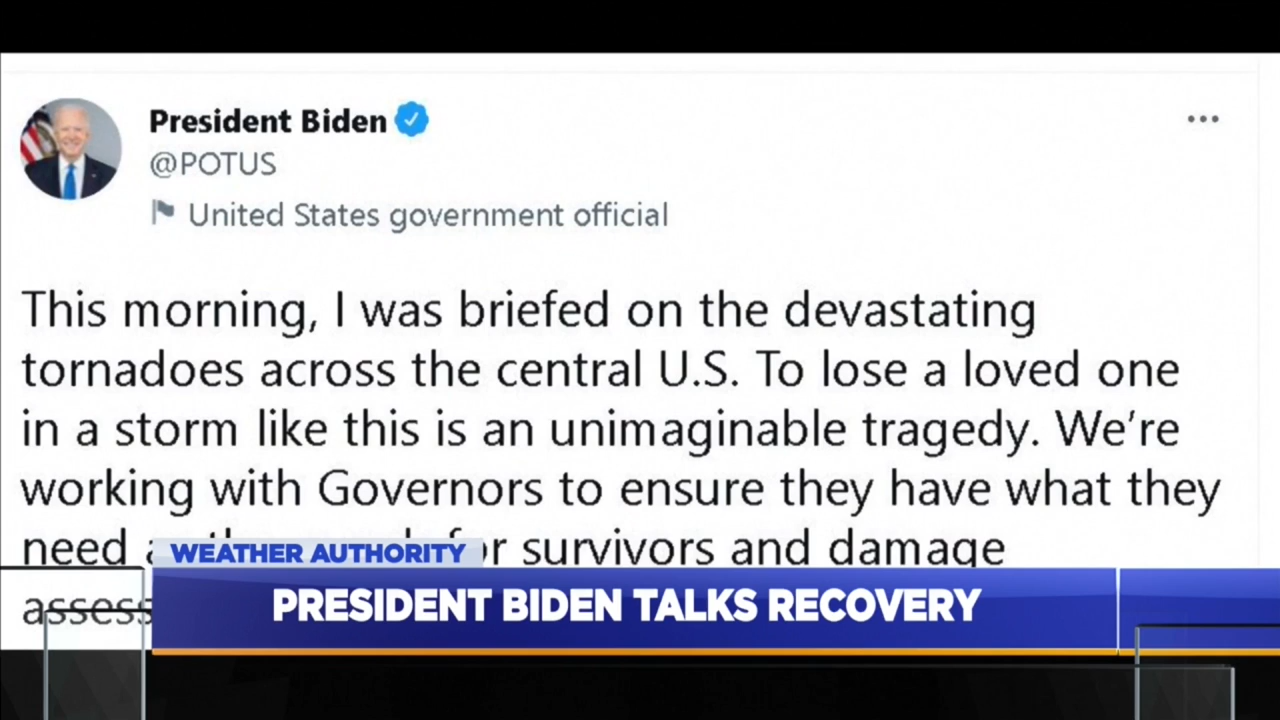 President Biden
@POTUS
United States government official
This morning, I was briefed on the devastating
tornadoes across the central U.S. To lose a loved one
in a storm like this is an unimaginable tragedy. We’re
working with Governors to ensure they have what they
need for survivors and damage
WEATHER AUTHORITY
PRESIDENT BIDEN TALKS RECOVERY